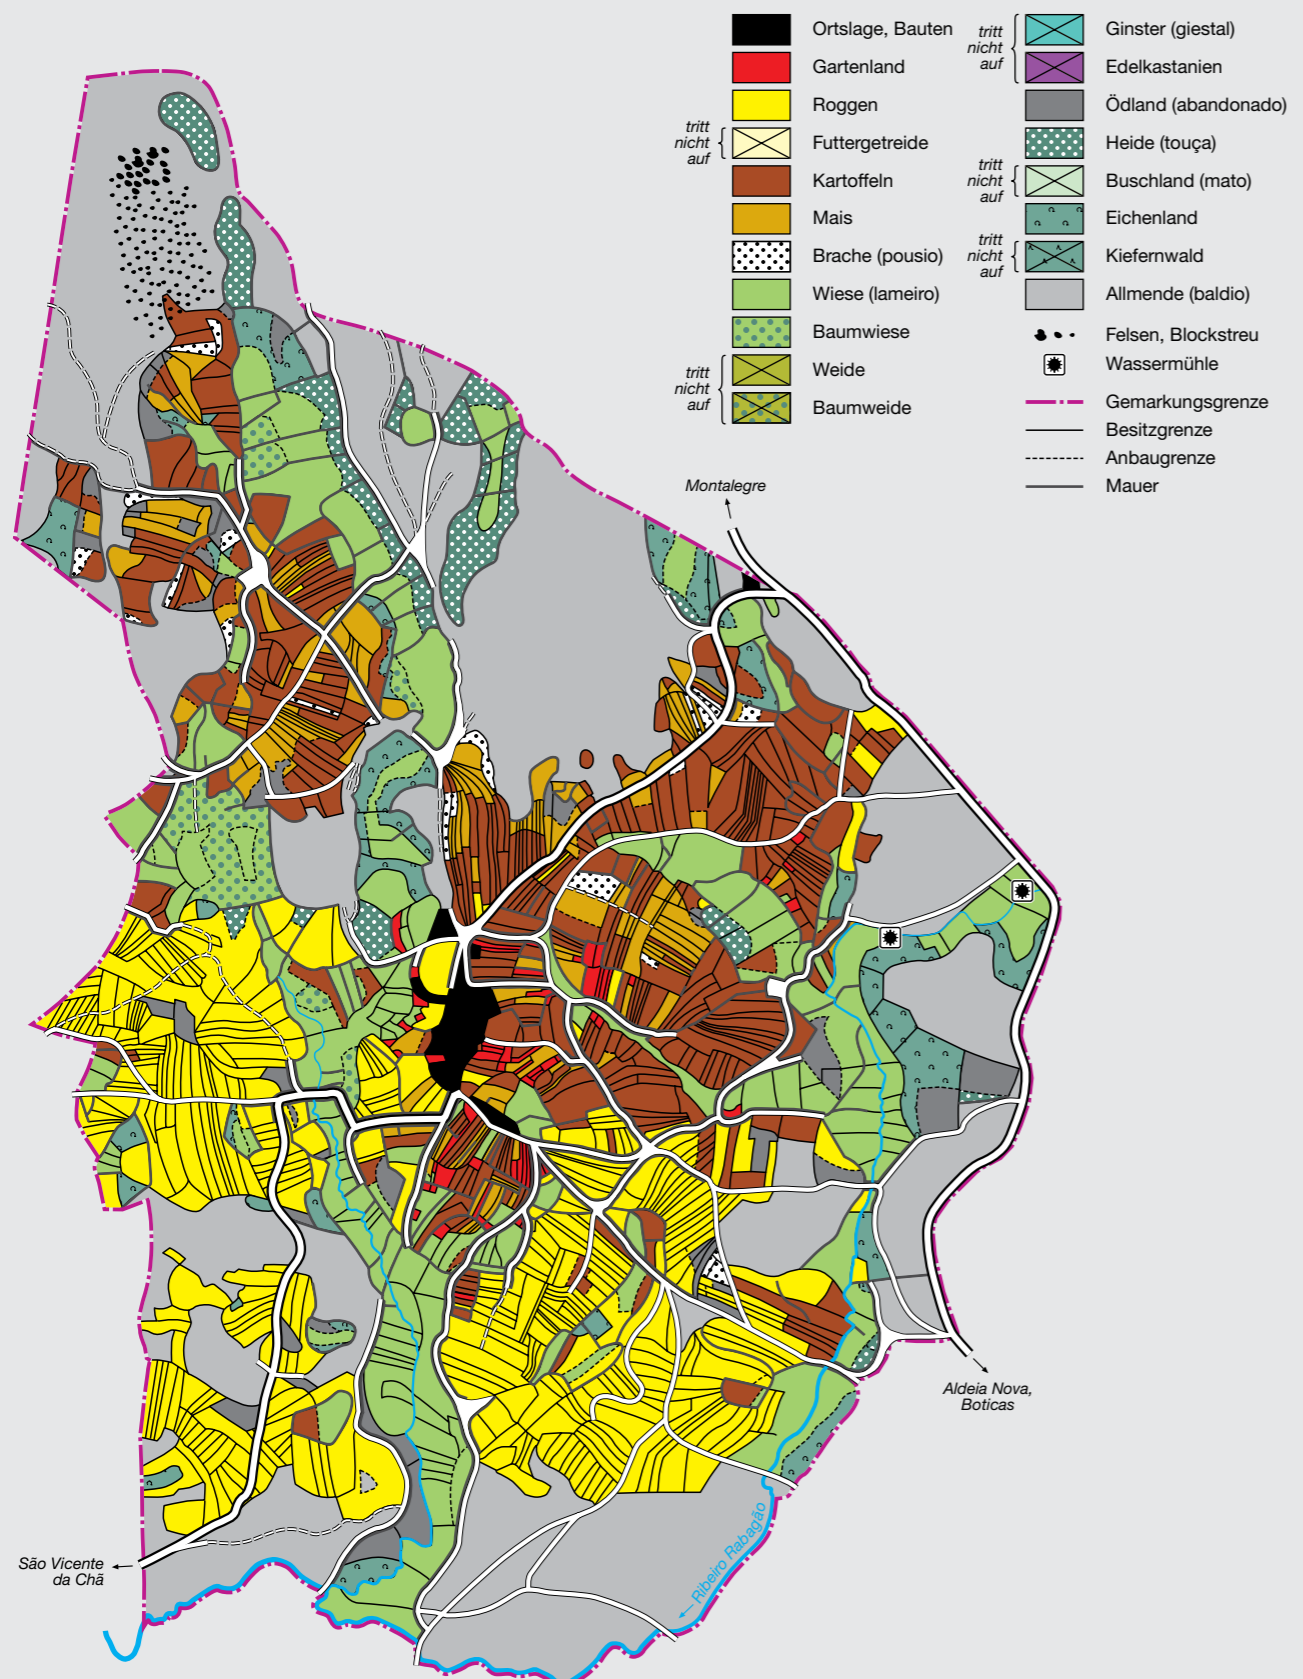 Ortslage, Bauten
Gartenland
Roggen
tritt
nicht
auf
Futtergetreide
Kartoffeln
Mais
Brache (pousio)
Wiese (lameiro)
Baumwiese
tritt
nicht
auf
Weide
Baumweide
tritt
nicht
auf
Ginster (giestal)
Edelkastanien
Ödland (abandonado)
Heide (touça)
tritt
nicht
auf
Buschland (mato)
Eichenland
tritt
nicht
auf
Kiefernwald
Allmende (baldio)
Felsen, Blockstreu
Wassermühle
Gemarkungsgrenze
Besitzgrenze
Anbaugrenze
Mauer
Montalegre
Aldeia Nova,
Boticas
São Vicente
da Chã
Ribeiro Rabagão